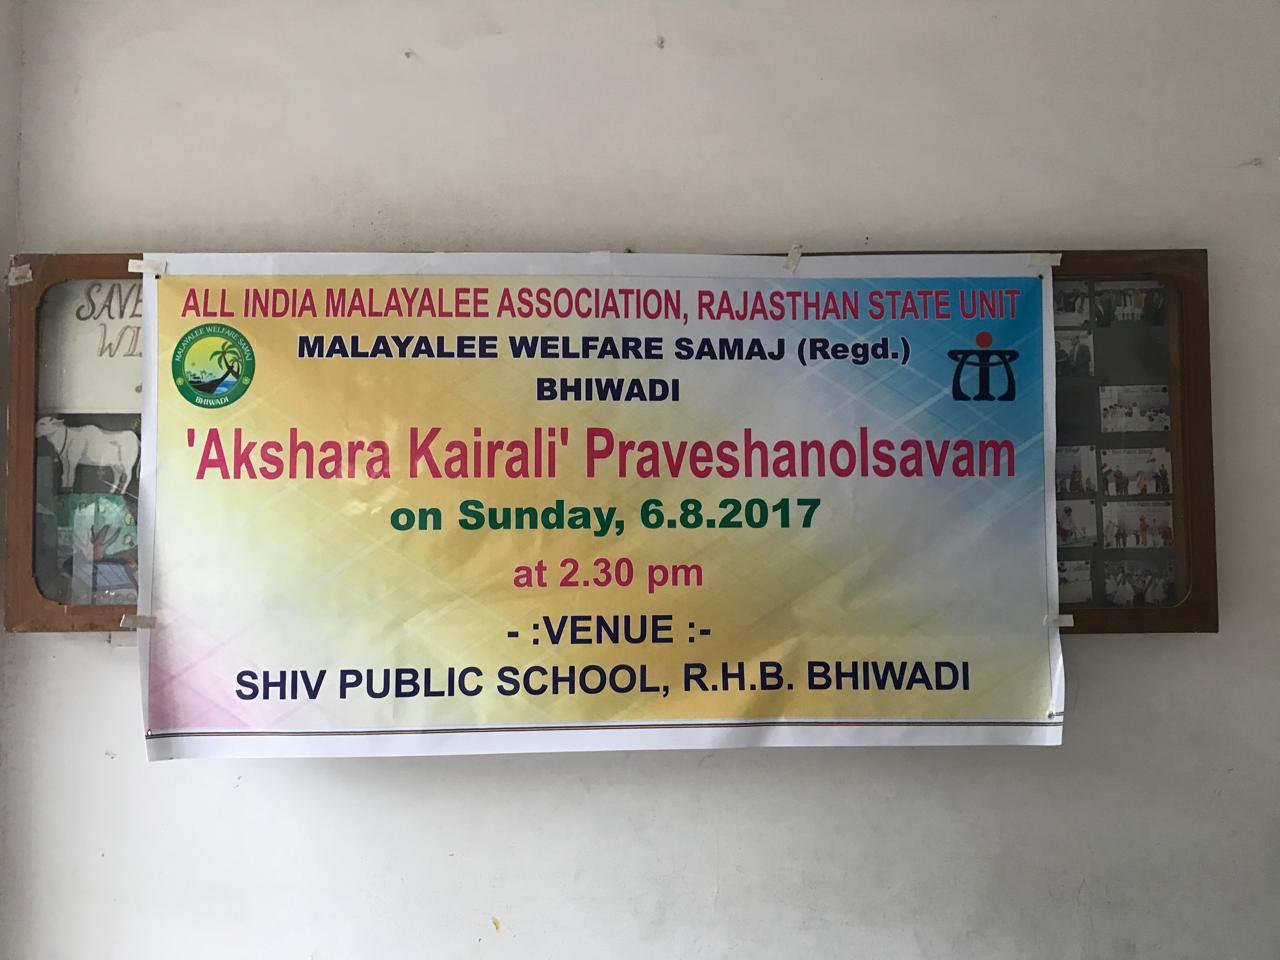 SAVE
WI
ALL INDIA MALAYALEE ASSOCIATION, RAJASTHAN STATE UNIT
MALAYALEE WELFARE SAMAJ
BHIWADI
MALAYALEE WELFARE SAMAJ (Regd.)
BHIWADI
'Akshara Kairali' Praveshanolsavam
on Sunday, 6.8.2017
at 2.30 pm
- :VENUE :-
SHIV PUBLIC SCHOOL, R.H.B. BHIWADI